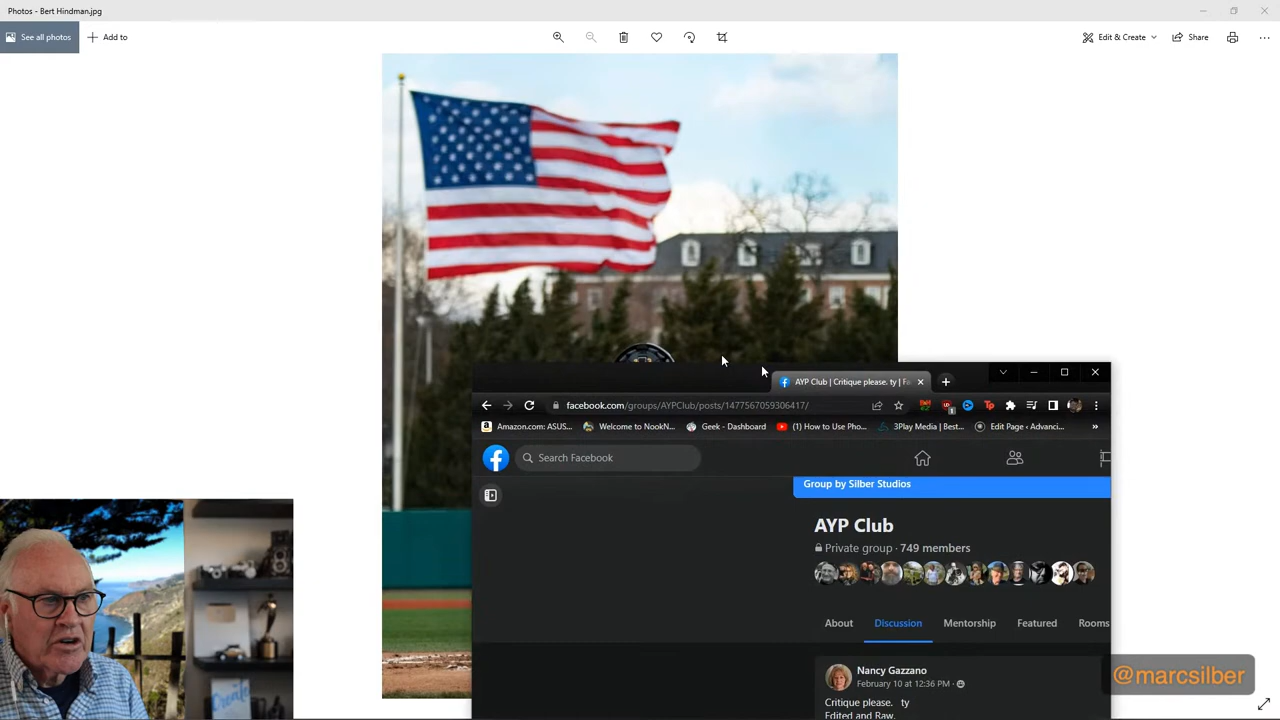 Photos - Bert Hindman.jpg
See all photos
Add to
Edit & Create
Share
AYP Club | Critique please. ty | Fa
facebook.com/groups/AYPClub/posts/1477567059306417/
Amazon.com: ASUS...
Welcome to NookN...
Geek - Dashboard
(1) How to Use Pho...
3Play Media | Best...
Edit Page ‹ Advanci...
»
Search Facebook
Group by Silber Studios
AYP Club
Private group · 749 members
About
Discussion
Mentorship
Featured
Rooms
Nancy Gazzano
February 10 at 12:36 PM ·
Critique please. ty
Edited and Raw.
@marcsilber